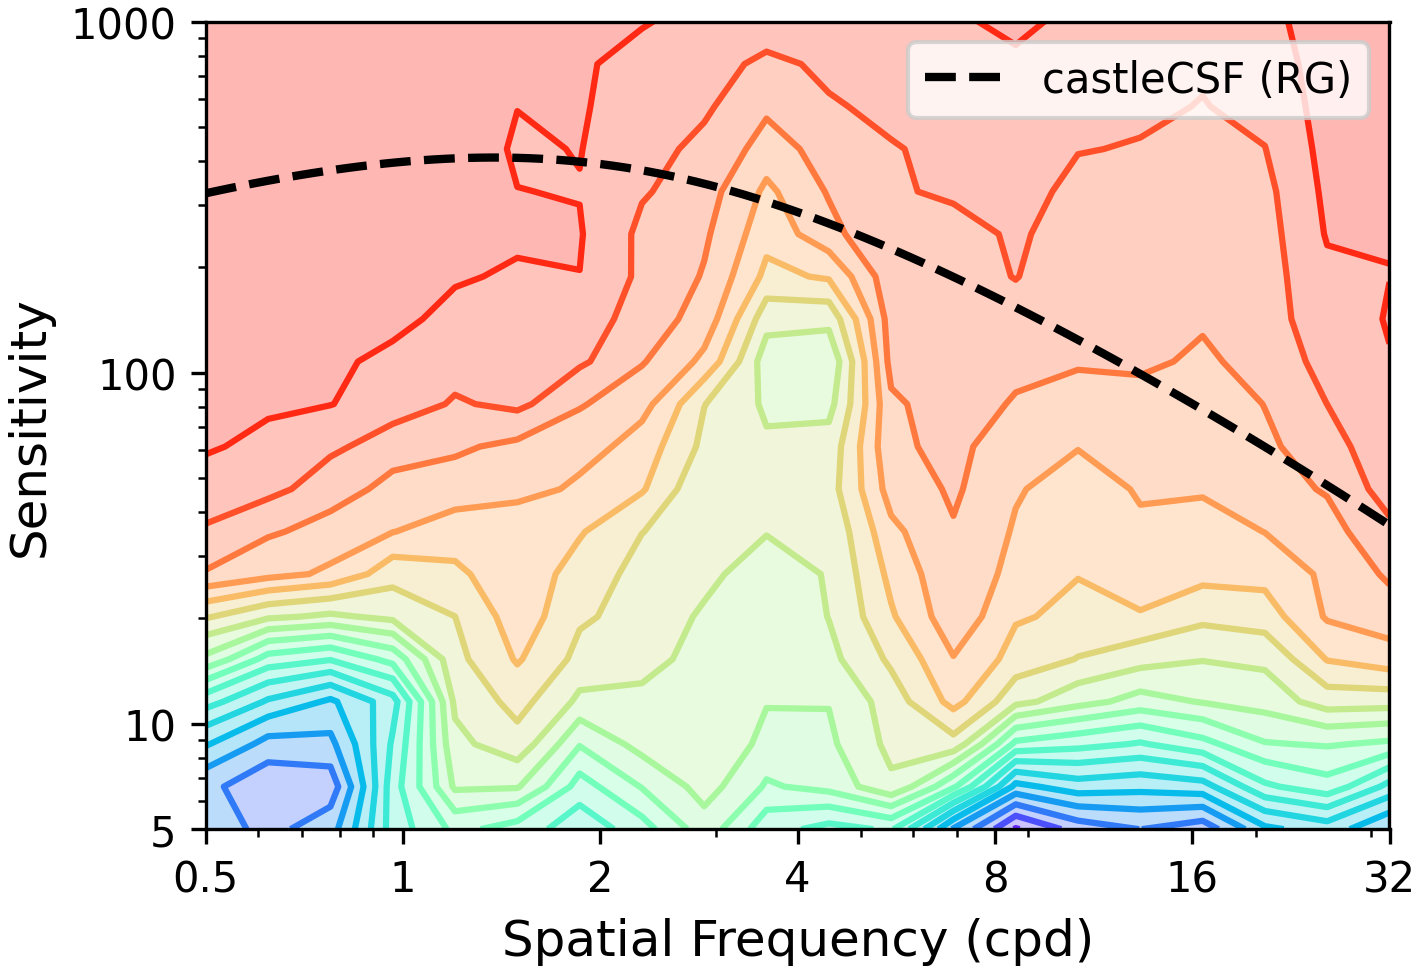 1000
castleCSF (RG)
100
10
5
Sensitivity
0.5 1 2 4 8 16 32
Spatial Frequency (cpd)